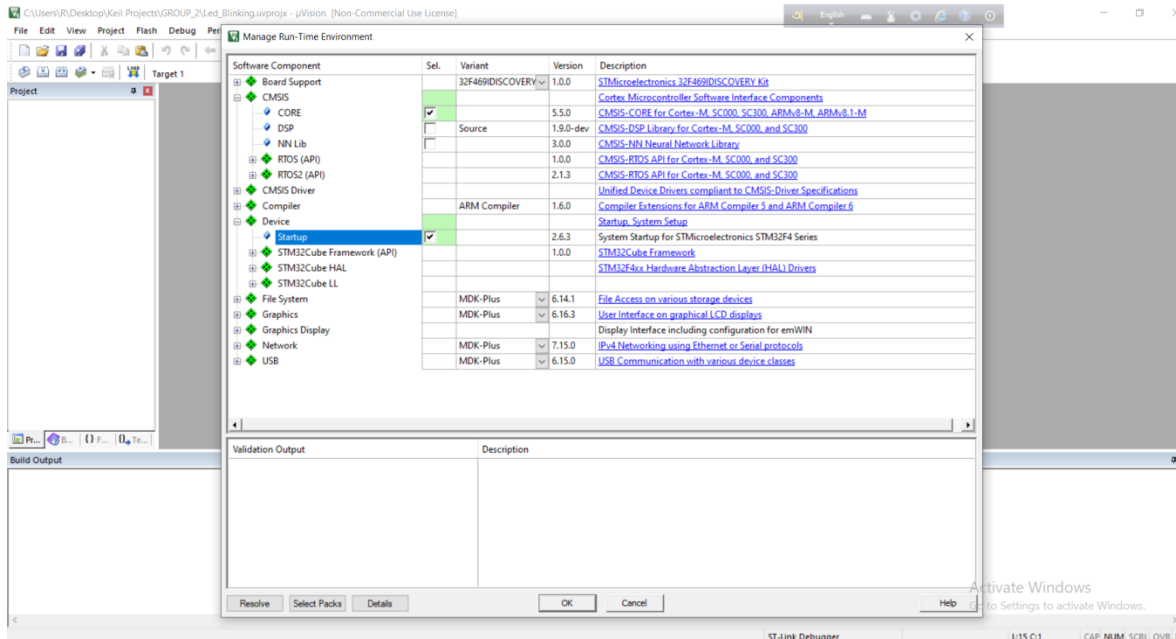 C:\Users\R\Desktop\Keil Projects\GROUP_2\Led_Blinking.uvprojx - µVision [Non-Commercial Use License]
English
File Edit View Project Flash Debug Per
Manage Run-Time Environment
Target 1
Project
Software Component Sel. Variant Version Description
Board Support 32F469IDISCOVERY 1.0.0 STMicroelectronics 32F469IDISCOVERY Kit
CMSIS Cortex Microcontroller Software Interface Components
CORE 5.5.0 CMSIS-CORE for Cortex-M, SC000, SC300, ARMv8-M, ARMv8.1-M
DSP Source 1.9.0-dev CMSIS-DSP Library for Cortex-M, SC000, and SC300
NN Lib 3.0.0 CMSIS-NN Neural Network Library
RTOS (API) 1.0.0 CMSIS-RTOS API for Cortex-M, SC000, and SC300
RTOS2 (API) 2.1.3 CMSIS-RTOS API for Cortex-M, SC000, and SC300
CMSIS Driver Unified Device Drivers compliant to CMSIS-Driver Specifications
Compiler ARM Compiler 1.6.0 Compiler Extensions for ARM Compiler 5 and ARM Compiler 6
Device Startup, System Setup
Startup 2.6.3 System Startup for STMicroelectronics STM32F4 Series
STM32Cube Framework (API) 1.0.0 STM32Cube Framework
STM32Cube HAL STM32F4xx Hardware Abstraction Layer (HAL) Drivers
STM32Cube LL
File System MDK-Plus 6.14.1 File Access on various storage devices
Graphics MDK-Plus 6.16.3 User Interface on graphical LCD displays
Graphics Display Display Interface including configuration for emWIN
Network MDK-Plus 7.15.0 IPv4 Networking using Ethernet or Serial protocols
USB MDK-Plus 6.15.0 USB Communication with various device classes
Pr... B... {} F... Te...
Build Output
Validation Output Description
Resolve Select Packs Details OK Cancel Help
Activate Windows
to Settings to activate Windows.
ST-Link Debugger L:15 C:1 CAP NUM SCRL OVR